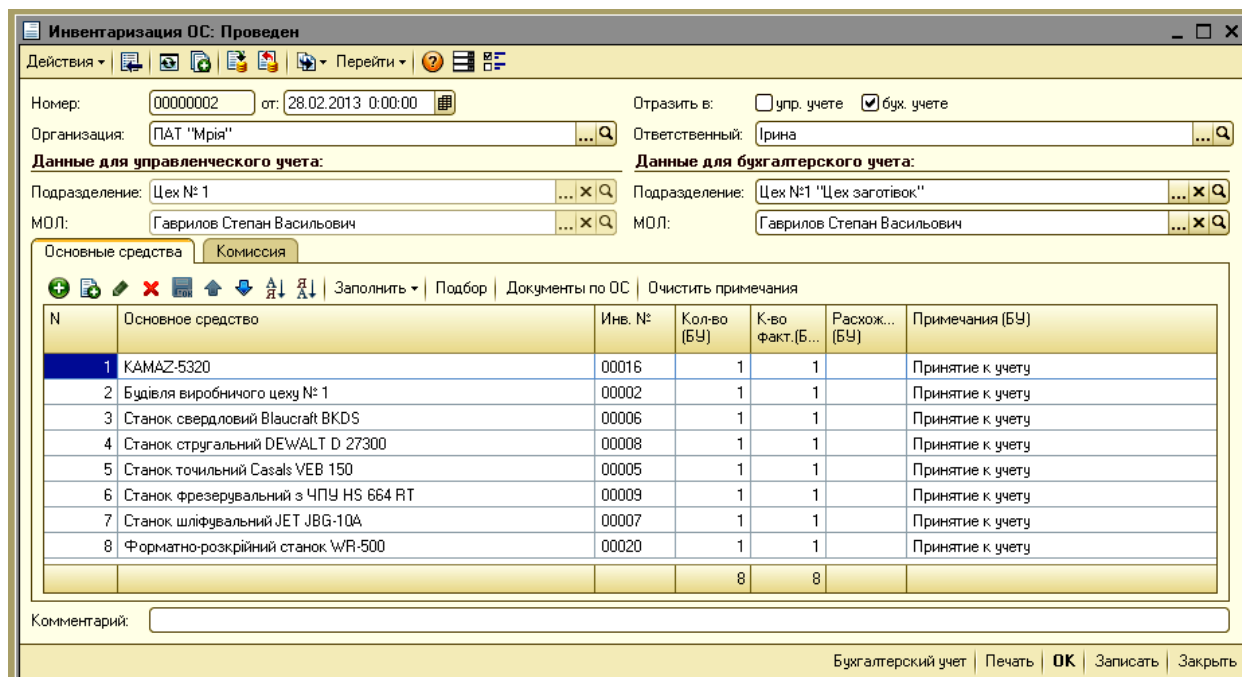 Инвентаризация ОС: Проведен
Действия Перейти
Номер: 00000002 от: 28.02.2013 0:00:00 Отразить в: упр. учете бух. учете
Организация: ПАТ "Мрія" ... Ответственный: Ірина ...
Данные для управленческого учета: Данные для бухгалтерского учета:
Подразделение: Цех № 1 ... Подразделение: Цех №1 "Цех заготівок" ...
МОЛ: Гаврилов Степан Васильович ... МОЛ: Гаврилов Степан Васильович ...
Основные средства Комиссия
Заполнить Подбор Документы по ОС Очистить примечания
N Основное средство Инв. № Кол-во К-во Расхож... Примечания (БУ)
(БУ) факт.(Б... (БУ)
1 KAMAZ-5320 00016 1 1 Принятие к учету
2 Будівля виробничого цеху № 1 00002 1 1 Принятие к учету
3 Станок свердловий Blaucraft BKDS 00006 1 1 Принятие к учету
4 Станок стругальний DEWALT D 27300 00008 1 1 Принятие к учету
5 Станок точильний Casals VEB 150 00005 1 1 Принятие к учету
6 Станок фрезерувальний з ЧПУ HS 664 RT 00009 1 1 Принятие к учету
7 Станок шліфувальний JET JBG-10A 00007 1 1 Принятие к учету
8 Форматно-розкрійний станок WR-500 00020 1 1 Принятие к учету
8 8
Комментарий:
Бухгалтерский учет Печать OK Записать Закрыть